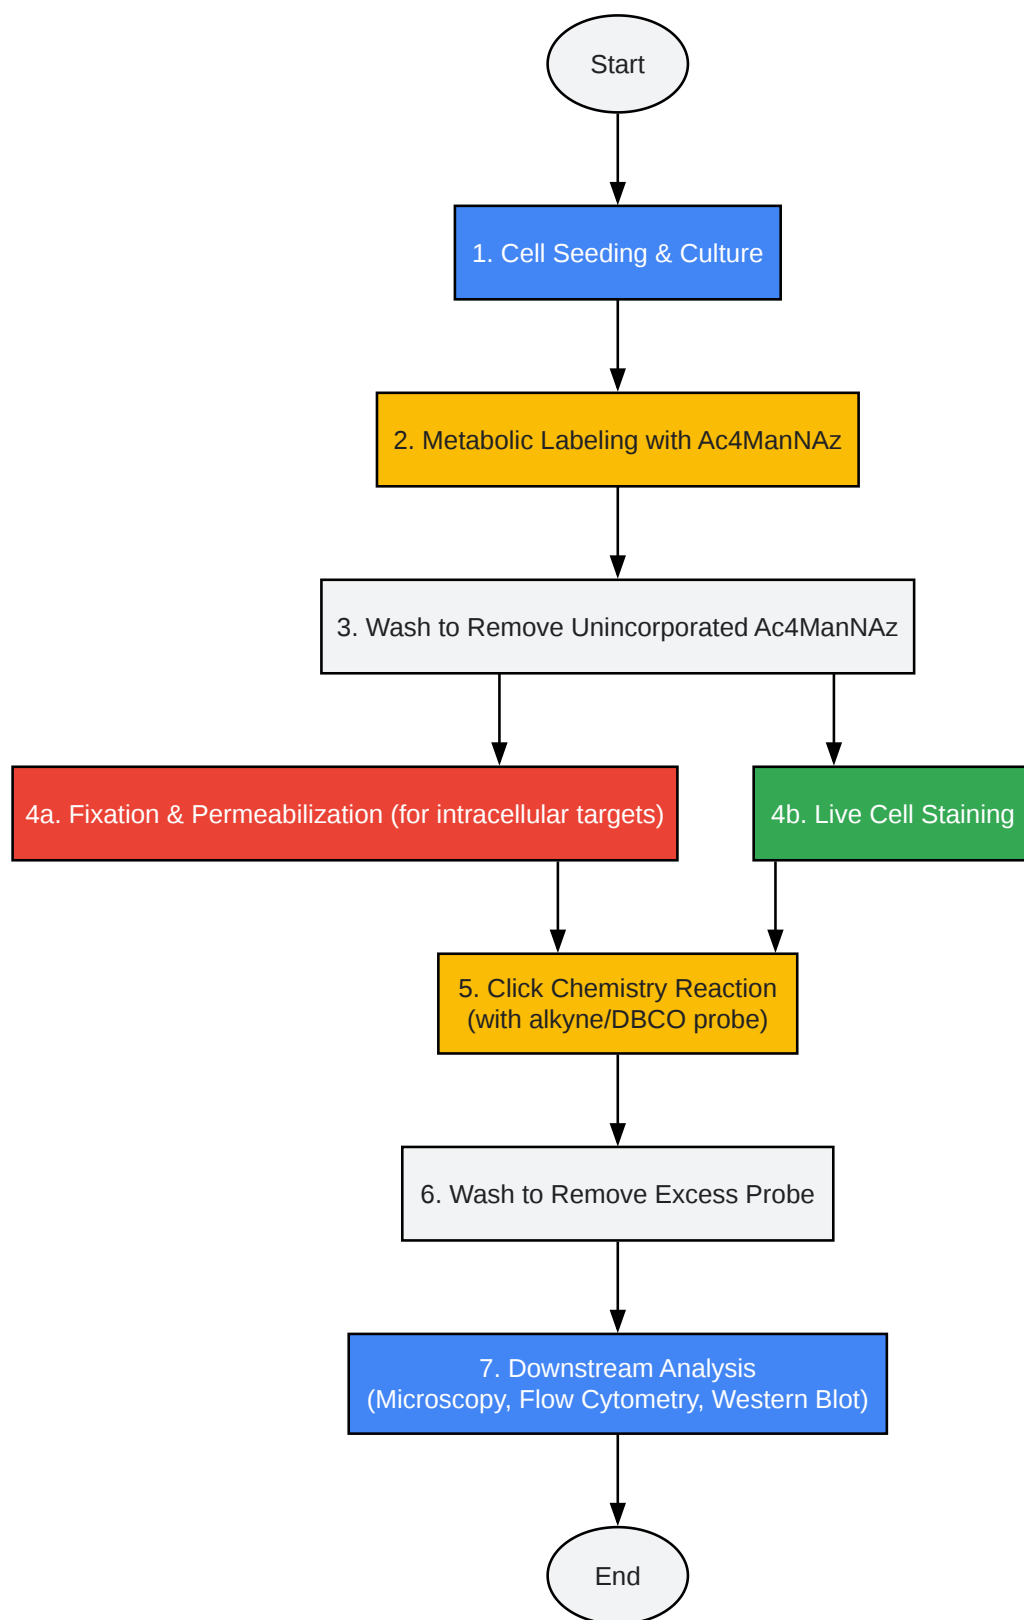 Start
1. Cell Seeding & Culture
2. Metabolic Labeling with Ac4ManNAz
3. Wash to Remove Unincorporated Ac4ManNAz
4a. Fixation & Permeabilization (for intracellular targets)
4b. Live Cell Staining
5. Click Chemistry Reaction
(with alkyne/DBCO probe)
6. Wash to Remove Excess Probe
7. Downstream Analysis
(Microscopy, Flow Cytometry, Western Blot)
End